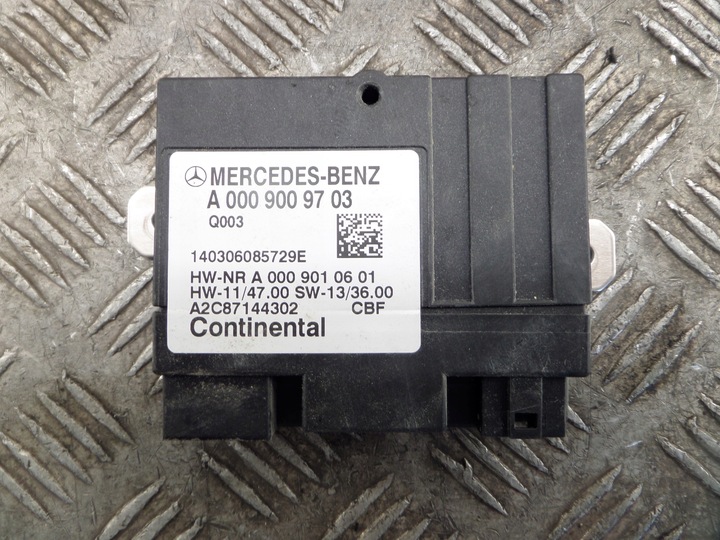 MERCEDES-BENZ
A 000 900 97 03
Q003
140306085729E
HW-NR A 000 901 06 01
HW-11/47.00 SW-13/36.00
A2C87144302 CBF
Continental